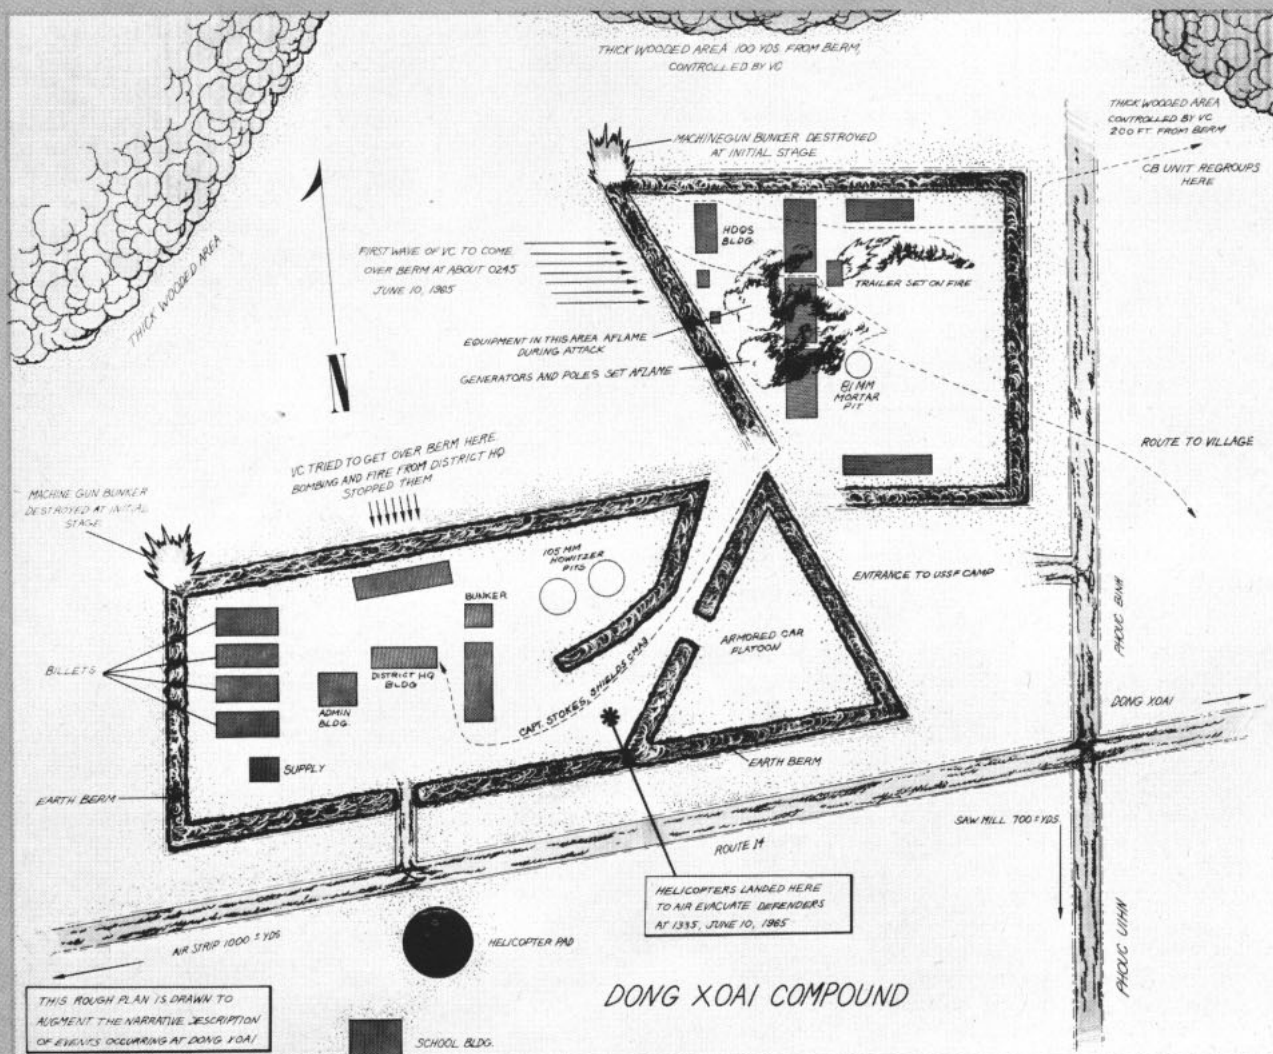 THICK WOODED AREA 100 YDS. FROM BERM,
CONTROLLED BY VC
THICK WOODED AREA
CONTROLLED BY VC
200 FT. FROM BERM
CB UNIT REGROUPS
HERE
MACHINEGUN BUNKER DESTROYED
AT INITIAL STAGE
HDQS
BLDG.
FIRST WAVE OF VC TO COME
OVER BERM AT ABOUT 0245
JUNE 10, 1965
THICK WOODED AREA
TRAILER SET ON FIRE
EQUIPMENT IN THIS AREA AFLAME
DURING ATTACK
GENERATORS AND POLES SET AFLAME
81 MM
MORTAR
PIT
N
ROUTE TO VILLAGE
VC TRIED TO GET OVER BERM HERE.
BOMBING AND FIRE FROM DISTRICT HQ
STOPPED THEM
MACHINE GUN BUNKER
DESTROYED AT INITIAL
STAGE
105 MM
HOWITZER
PITS
ENTRANCE TO USSF CAMP
BUNKER
PHOUC BINH
ARMORED CAR
PLATOON
BILLETS
DISTRICT HQ
BLDG
CAPT. STOKES, SHIELDS CMAN
ADMIN
BLDG.
DONG XOAI
SUPPLY
EARTH BERM
EARTH BERM
SAW MILL 700 ± YDS.
ROUTE 14
HELICOPTERS LANDED HERE
TO AIR EVACUATE DEFENDERS
AT 1335, JUNE 10, 1965
AIR STRIP 1000 ± YDS
HELICOPTER PAD
PHOUC UIHN
DONG XOAI COMPOUND
THIS ROUGH PLAN IS DRAWN TO
AUGMENT THE NARRATIVE DESCRIPTION
OF EVENTS OCCURRING AT DONG XOAI
SCHOOL BLDG.